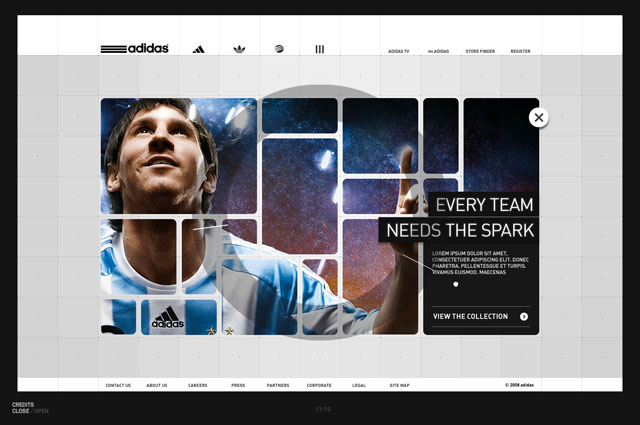 adidas
ADIDAS TV
mi ADIDAS
STORE FINDER
REGISTER
EVERY TEAM
NEEDS THE SPARK
LOREM IPSUM DOLOR SIT AMET,
CONSECTETUER ADIPISCING ELIT. DONEC
PHARETRA. PELLENTESQUE ET TURPIS.
VIVAMUS EUISMOD. MAECENAS
VIEW THE COLLECTION
adidas
CONTACT US
ABOUT US
CAREERS
PRESS
PARTNERS
CORPORATE
LEGAL
SITE MAP
© 2008 adidas
CREDITS
CLOSE / OPEN
11/13